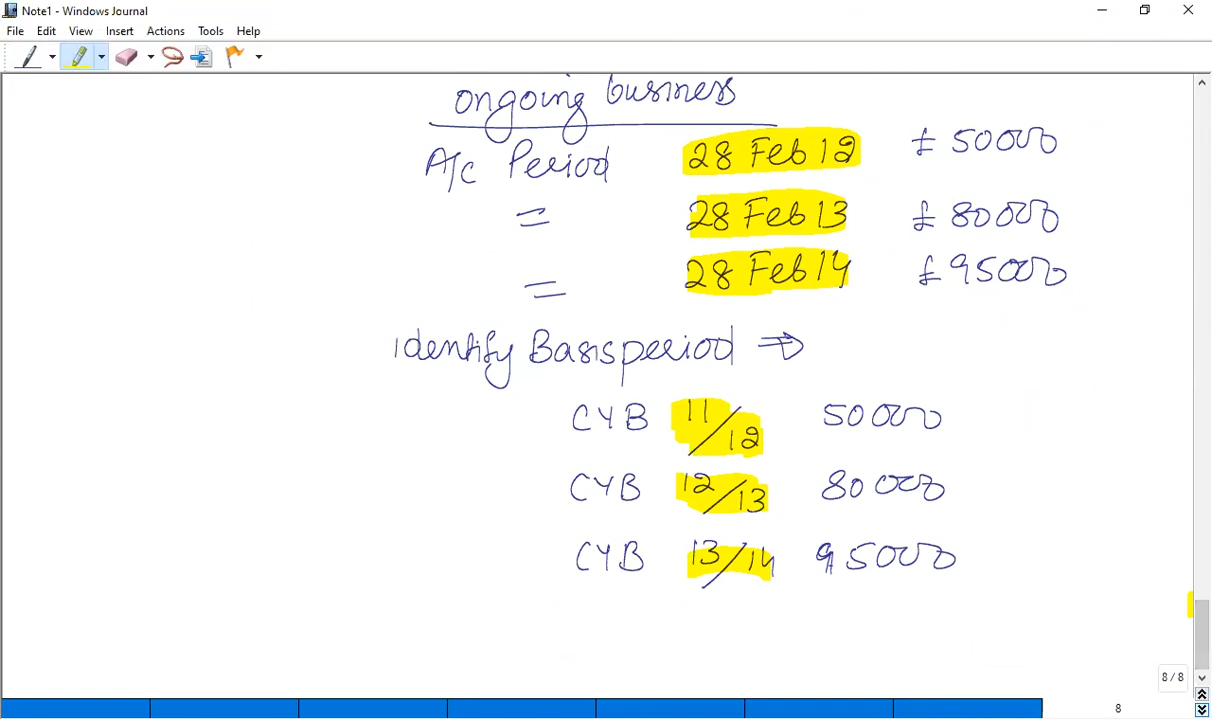 Note1 - Windows Journal
File Edit View Insert Actions Tools Help
ongoing business
A/c Period 28 Feb 12 £ 50000
= 28 Feb 13 £ 80000
= 28 Feb 14 £ 95000
Identify Basis period ⇒
CYB 11/12 50000
CYB 12/13 80000
CYB 13/14 95000
8 / 8
8